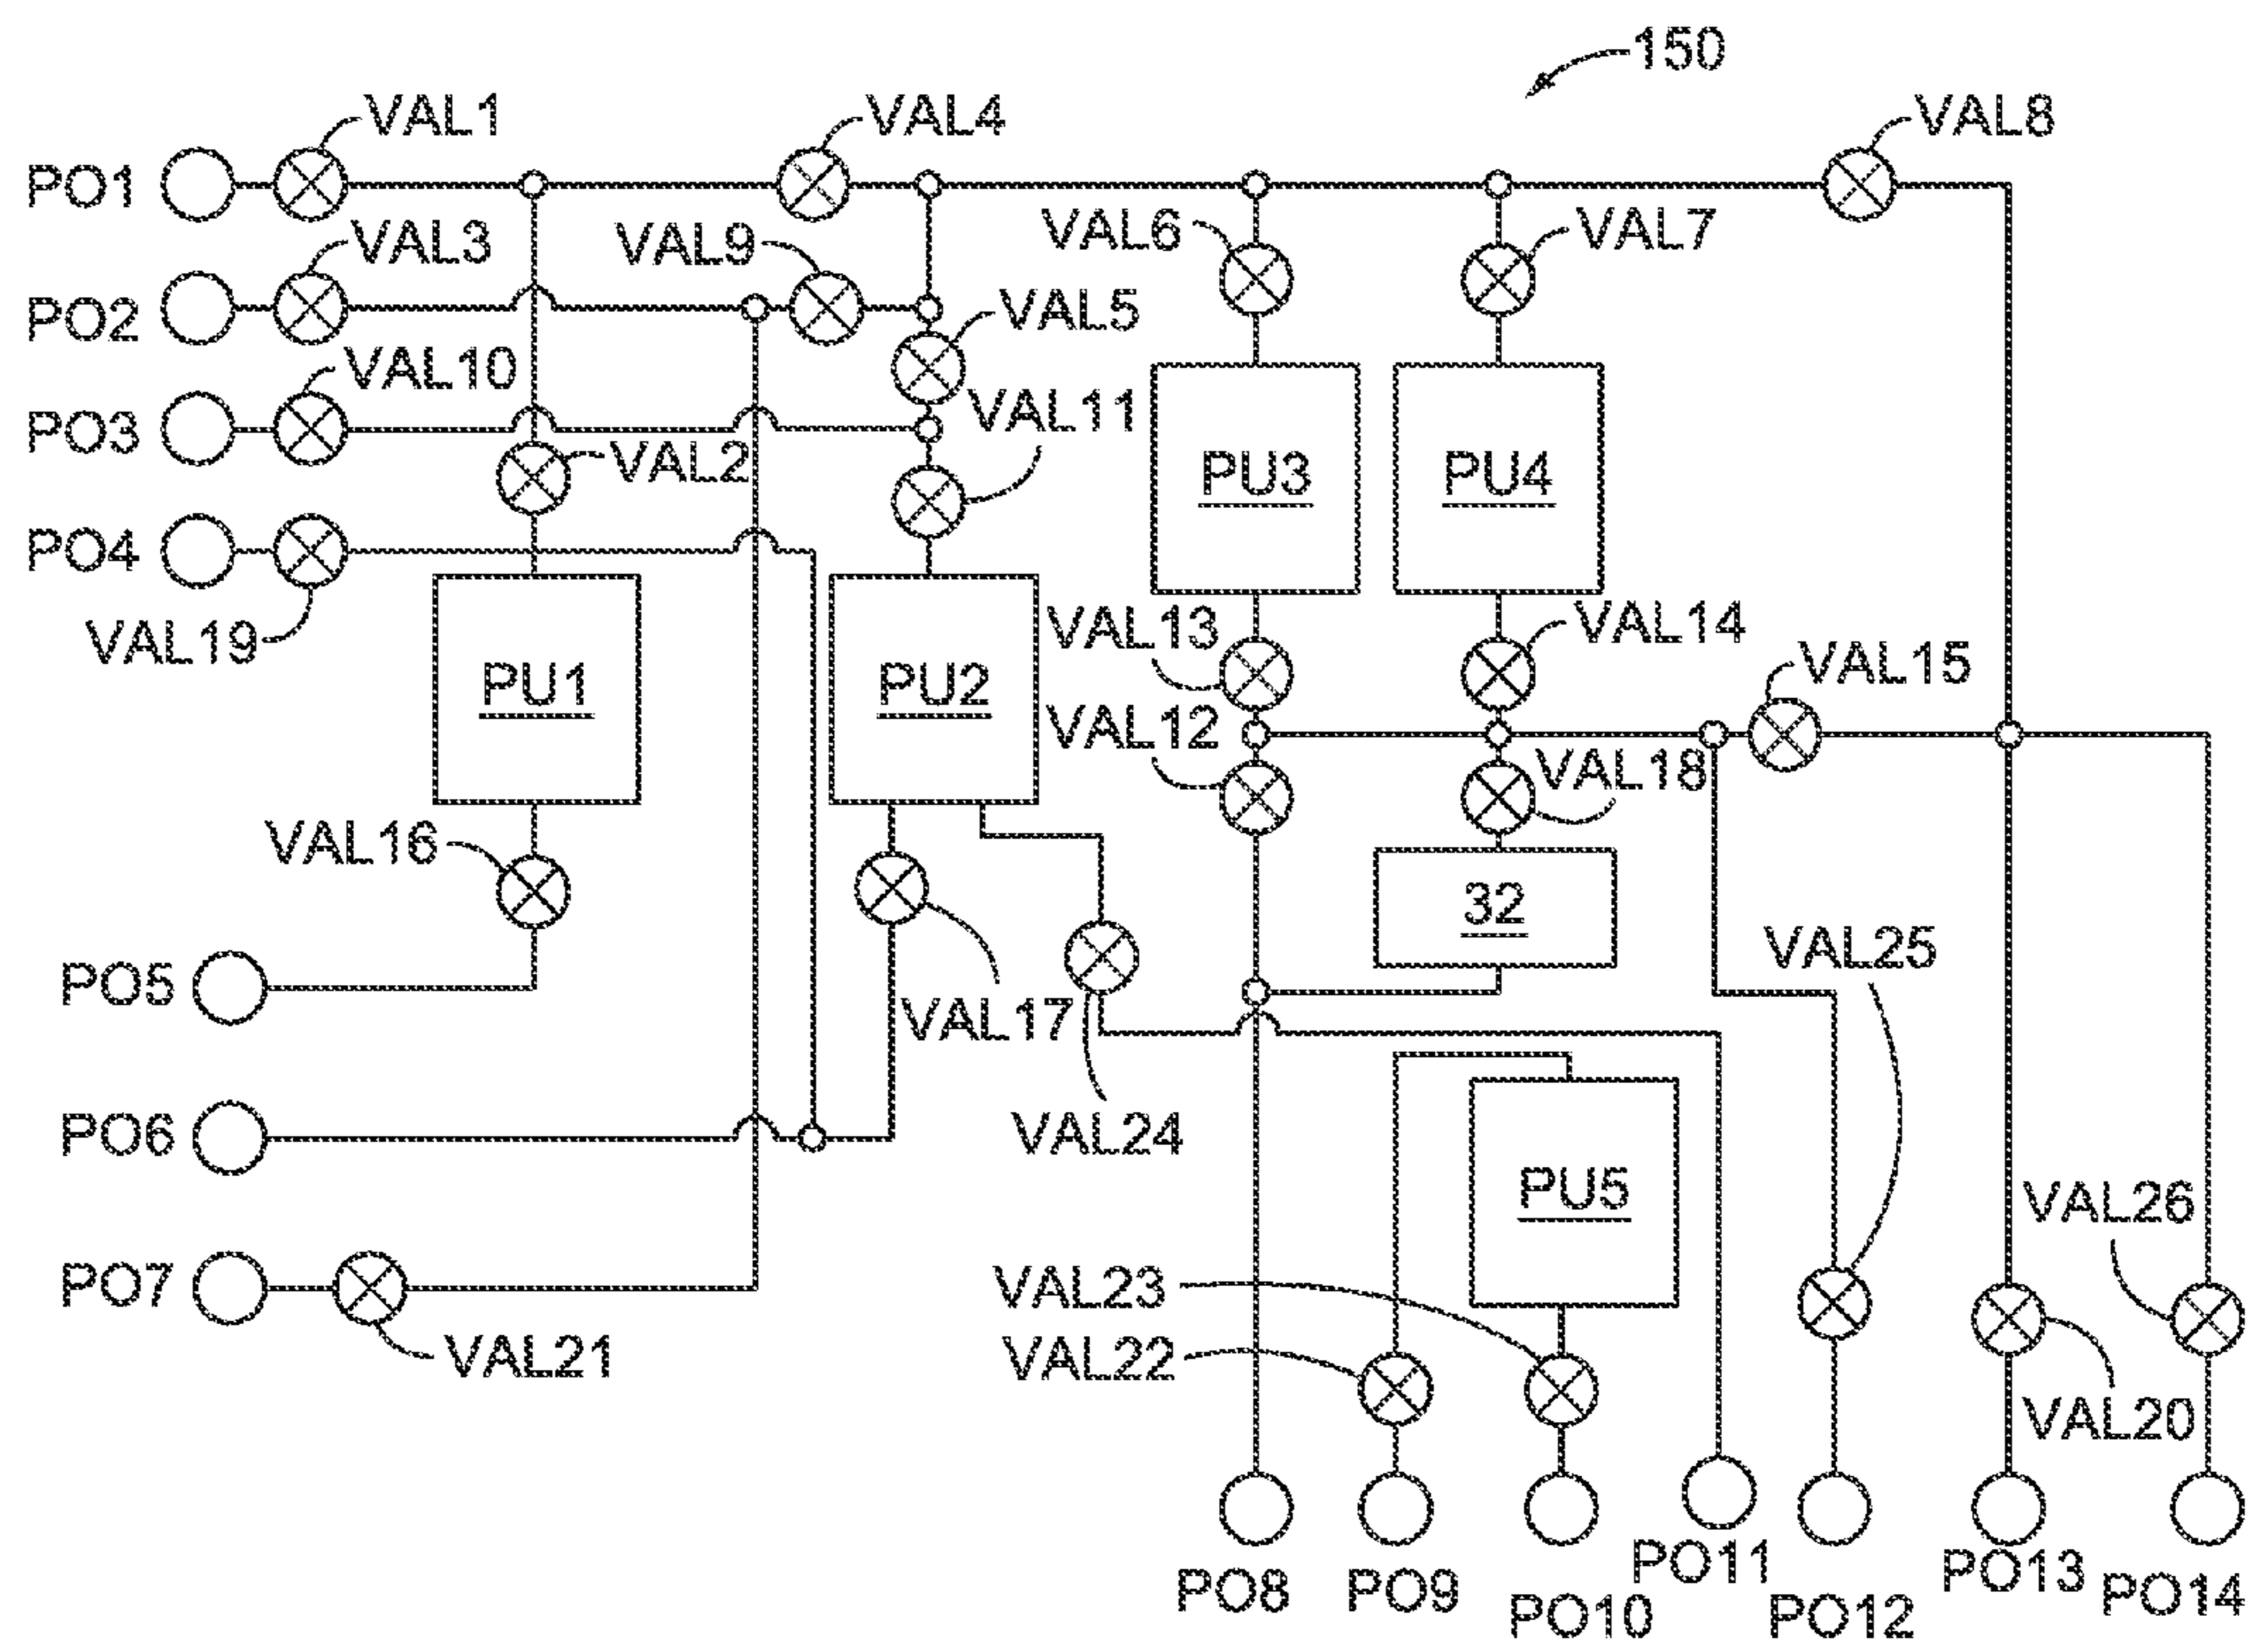 150
VAL1
VAL4
VAL8
PO1
VAL3
VAL9
VAL6
VAL7
PO2
VAL5
VAL10
VAL11
PO3
VAL2
PU3
PU4
PO4
VAL19
VAL13
VAL14
PU1
PU2
VAL15
VAL12
VAL18
VAL16
32
VAL25
PO5
VAL17
PO6
VAL24
PU5
VAL26
PO7
VAL23
VAL21
VAL22
VAL20
PO8
PO9
PO10
PO11
PO12
PO13
PO14